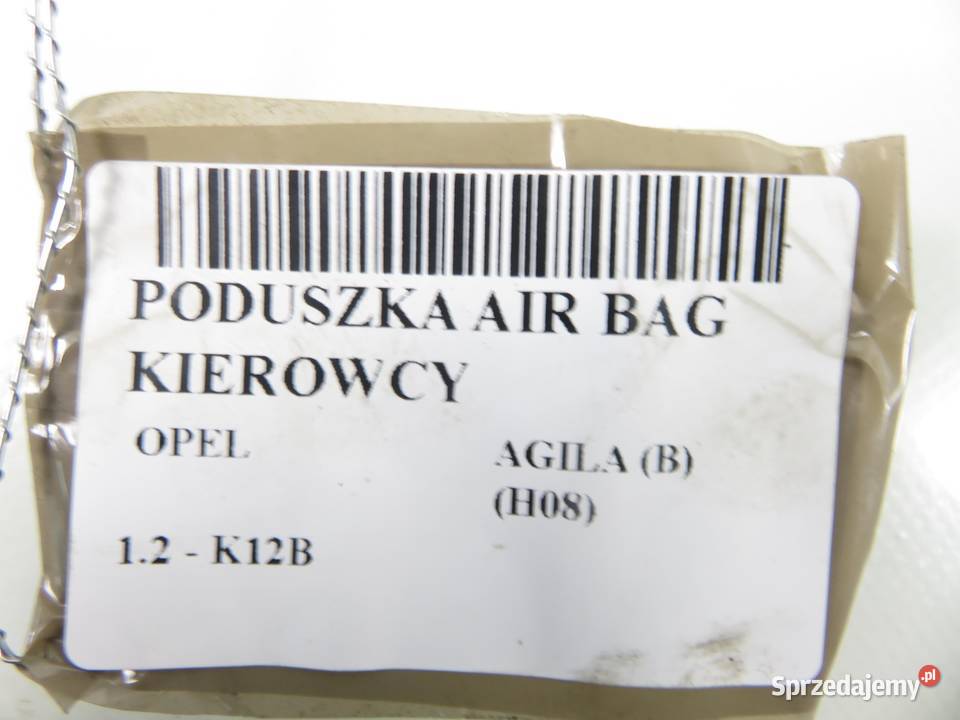 PODUSZKA AIR BAG
KIEROWCY
OPEL
AGILA (B)
(H08)
1.2 - K12B
Sprzedajemy.pl